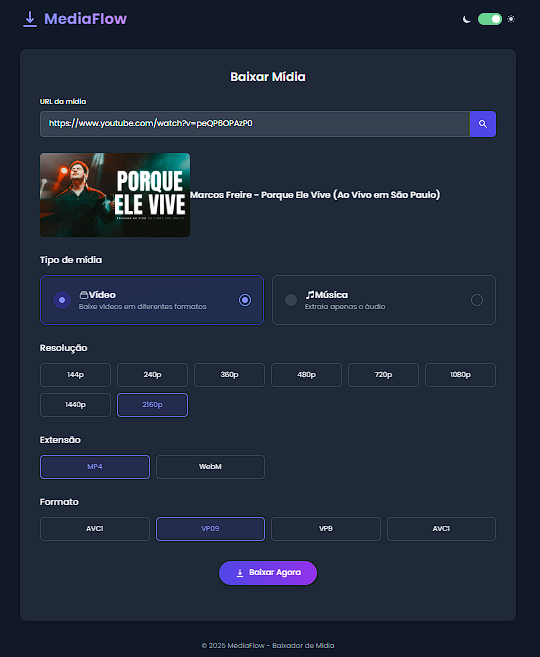 MediaFlow
Baixar Mídia
URL da mídia
https://www.youtube.com/watch?v=peQP6OPAzP0
PORQUE
ELE VIVE
Marcos Freire - Porque Ele Vive (Ao Vivo em São Paulo)
Tipo de mídia
Vídeo
Baixe vídeos em diferentes formatos
Música
Extraia apenas o áudio
Resolução
144p 240p 360p 480p 720p 1080p
1440p 2160p
Extensão
MP4 WebM
Formato
AVC1 VP09 VP9 AVC1
Baixar Agora
© 2025 MediaFlow - Baixador de Mídia